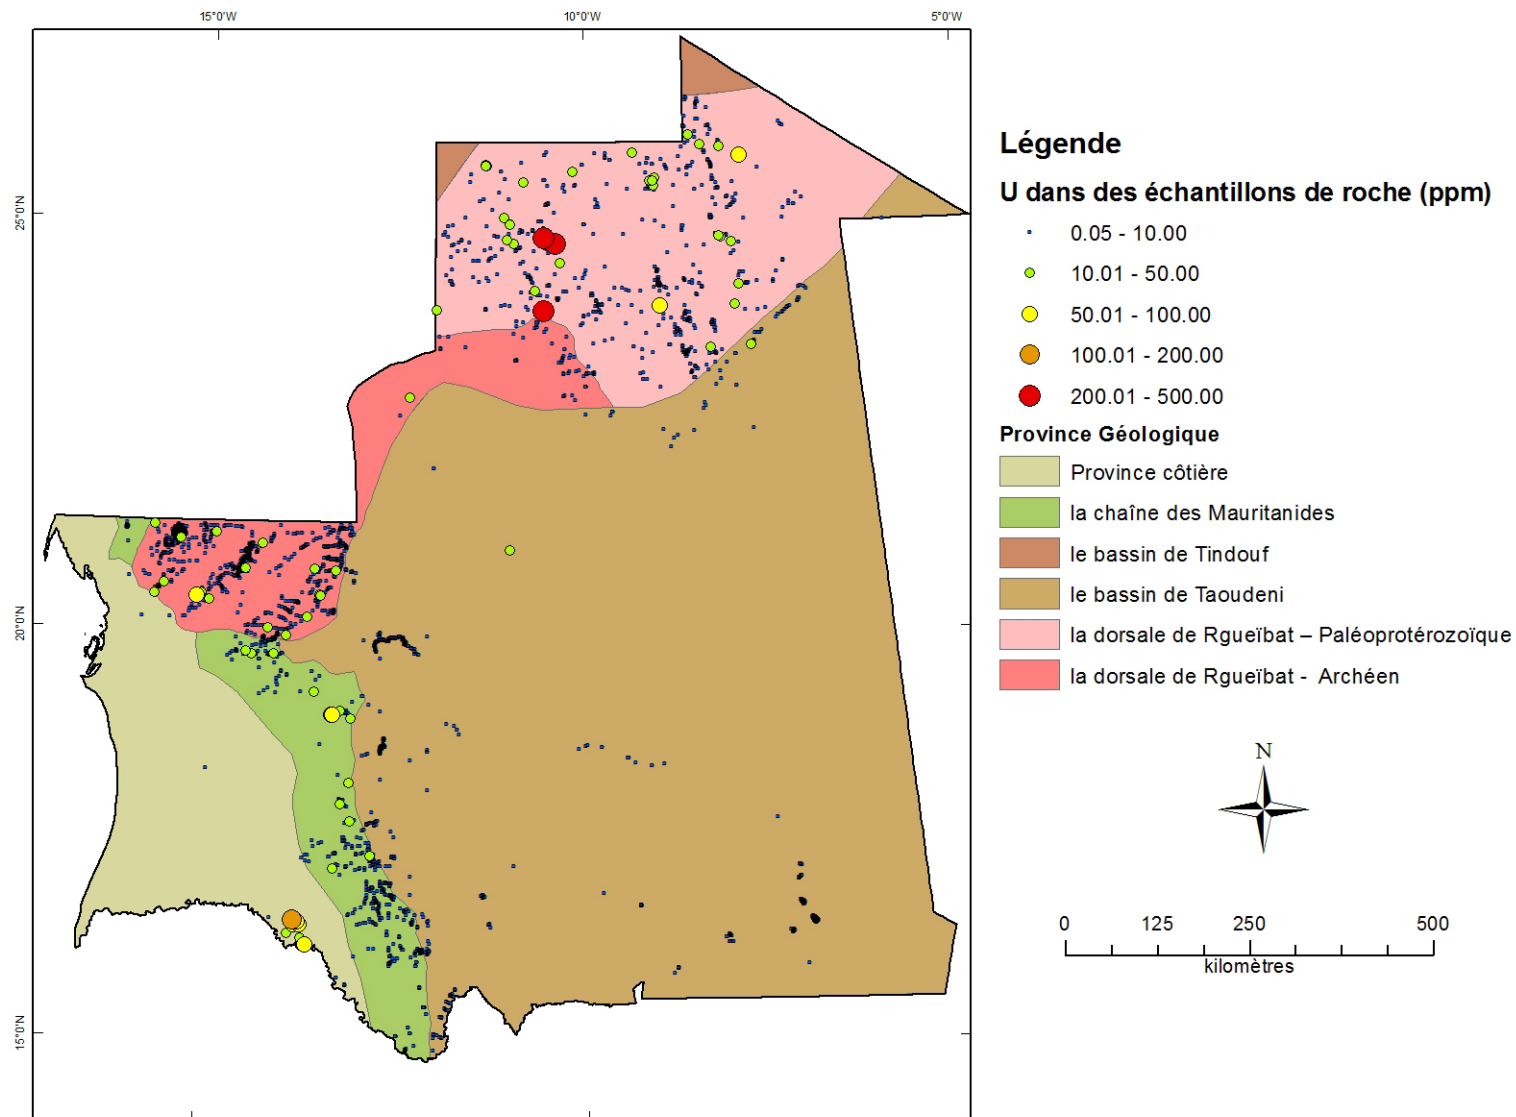 15°0'W
10°0'W
5°0'W
25°0'N
20°0'N
15°0'N
Légende
U dans des échantillons de roche (ppm)
0.05 - 10.00
10.01 - 50.00
50.01 - 100.00
100.01 - 200.00
200.01 - 500.00
Province Géologique
Province côtière
la chaîne des Mauritanides
le bassin de Tindouf
le bassin de Taoudeni
la dorsale de Rgueïbat – Paléoprotérozoïque
la dorsale de Rgueïbat - Archéen
N
0 125 250 500
kilomètres